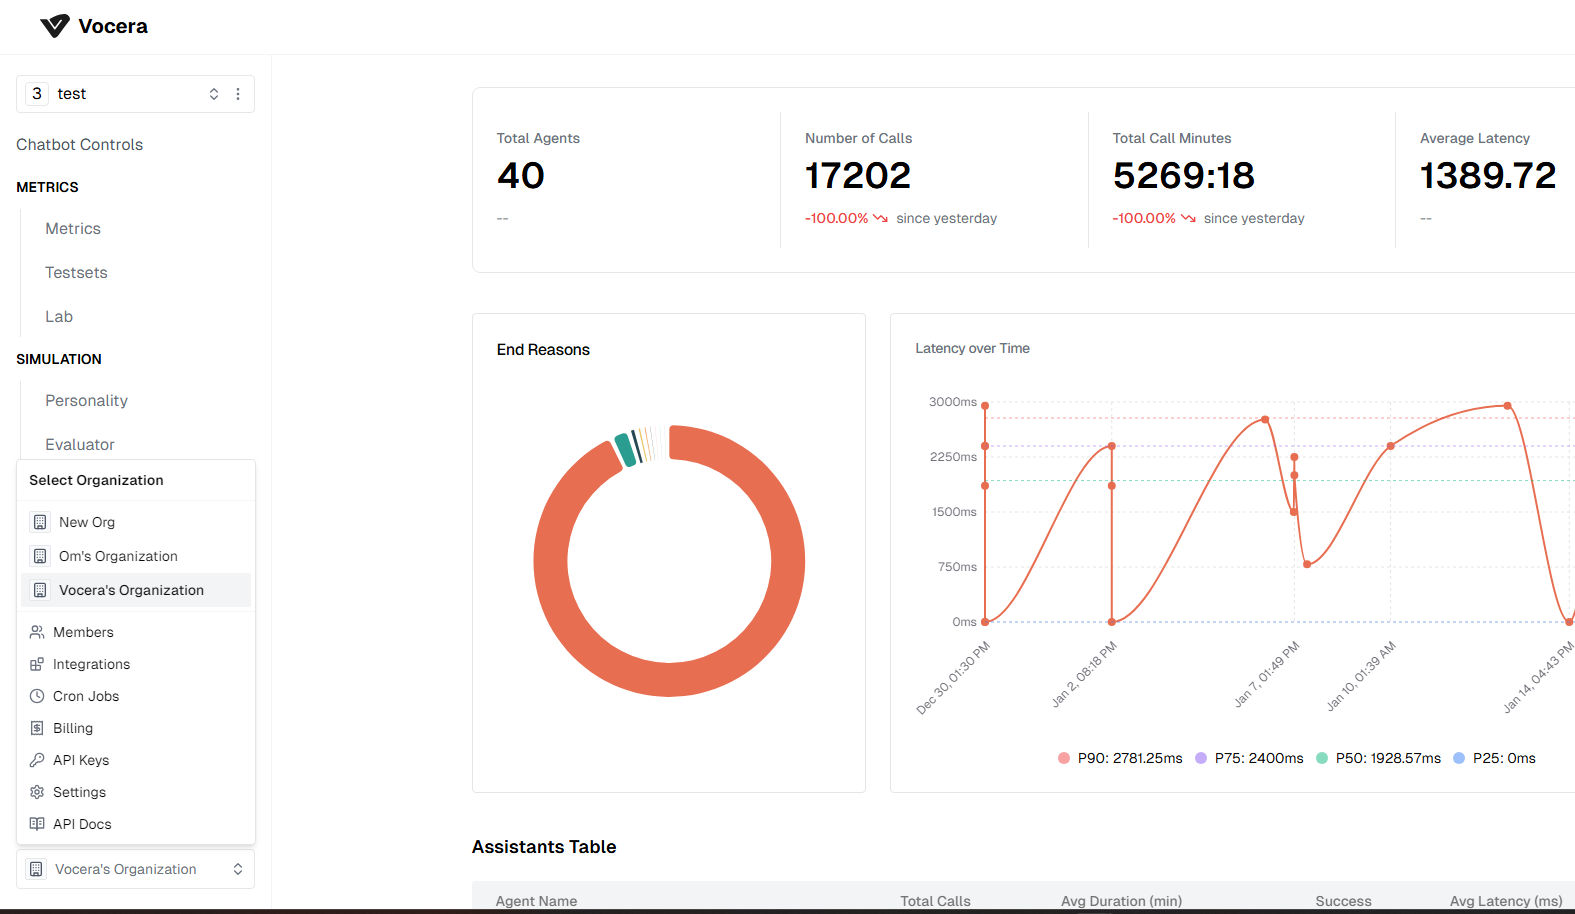 Vocera
3 test
Chatbot Controls
METRICS
Metrics
Testsets
Lab
SIMULATION
Personality
Evaluator
Select Organization
New Org
Om's Organization
Vocera's Organization
Members
Integrations
Cron Jobs
Billing
API Keys
Settings
API Docs
Vocera's Organization
Total Agents
40
--
Number of Calls
17202
-100.00% since yesterday
Total Call Minutes
5269:18
-100.00% since yesterday
Average Latency
1389.72
--
End Reasons
Latency over Time
3000ms
2250ms
1500ms
750ms
0ms
Dec 30, 01:30 PM
Jan 2, 08:18 PM
Jan 7, 01:49 PM
Jan 10, 01:39 AM
Jan 14, 04:43 PM
P90: 2781.25ms P75: 2400ms P50: 1928.57ms P25: 0ms
Assistants Table
Agent Name Total Calls Avg Duration (min) Success Avg Latency (ms)